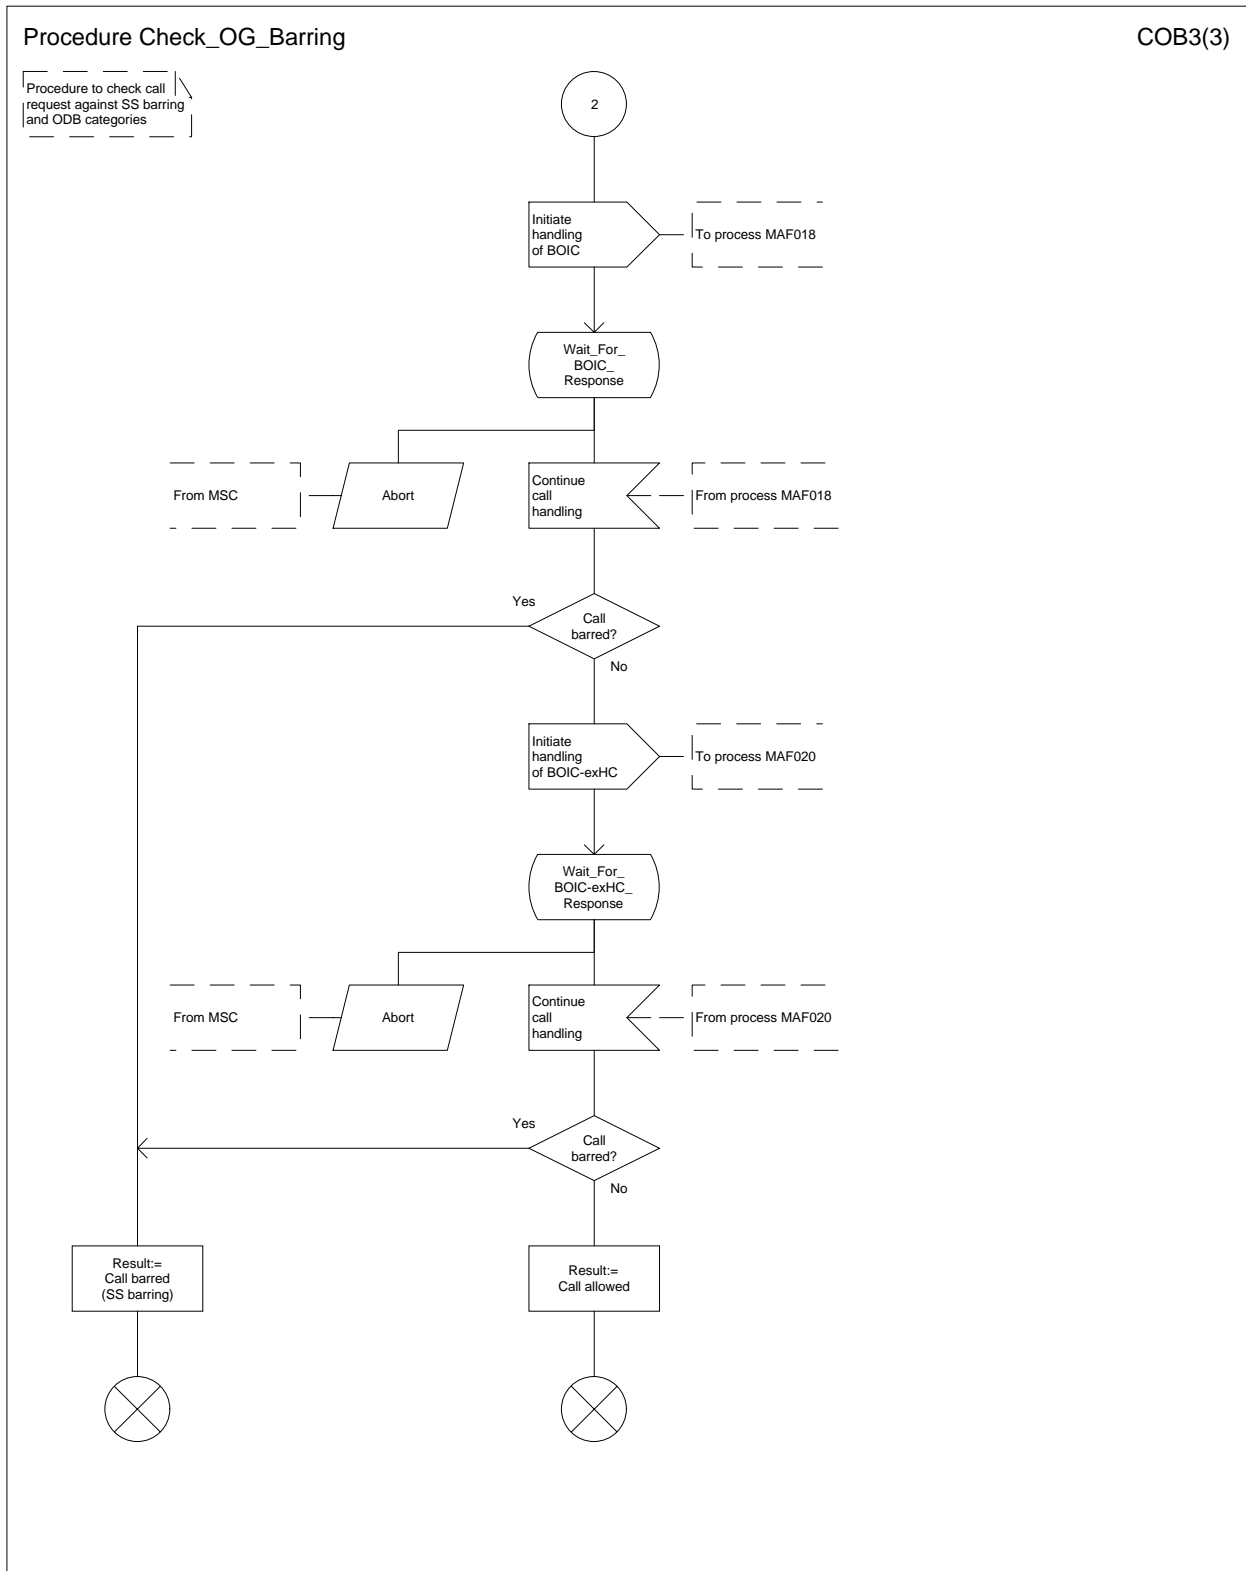 Procedure Check_OG_Barring
COB3(3)
Procedure to check call
request against SS barring
and ODB categories
2
Initiate
handling
of BOIC
To process MAF018
Wait_For_
BOIC_
Response
From MSC
Abort
Continue
call
handling
From process MAF018
Yes
Call
barred?
No
Initiate
handling
of BOIC-exHC
To process MAF020
Wait_For_
BOIC-exHC_
Response
From MSC
Abort
Continue
call
handling
From process MAF020
Yes
Call
barred?
No
Result:=
Call barred
(SS barring)
Result:=
Call allowed